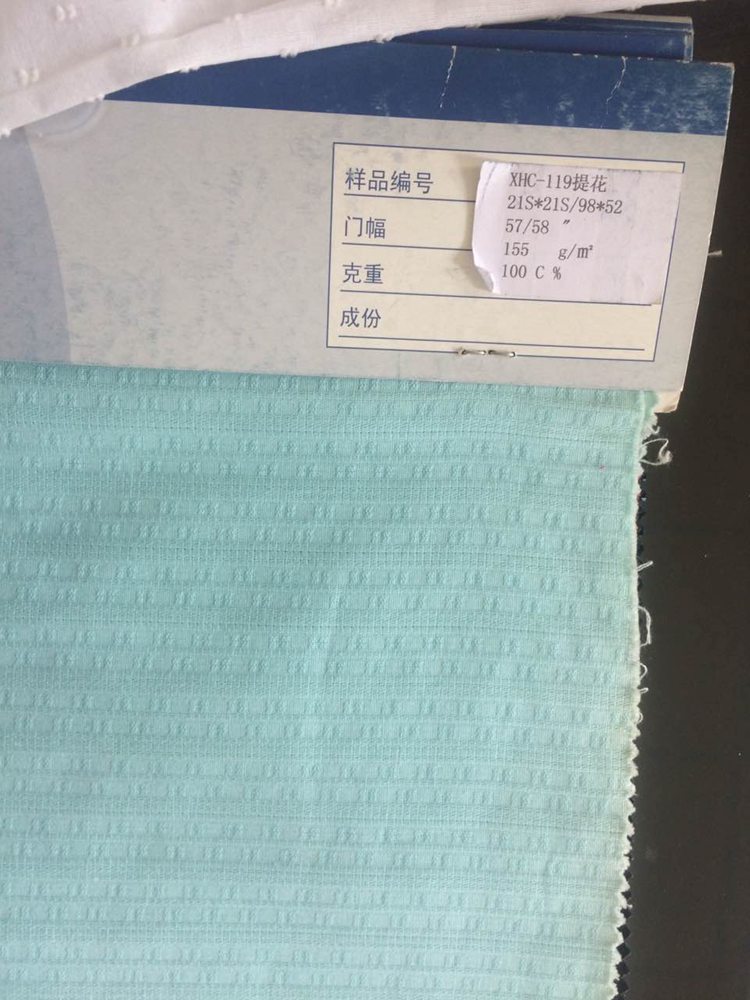 样品编号
XHC-119提花
21S*21S/98*52
门幅
57/58 〃
155 g/㎡
克重
100 C %
成份